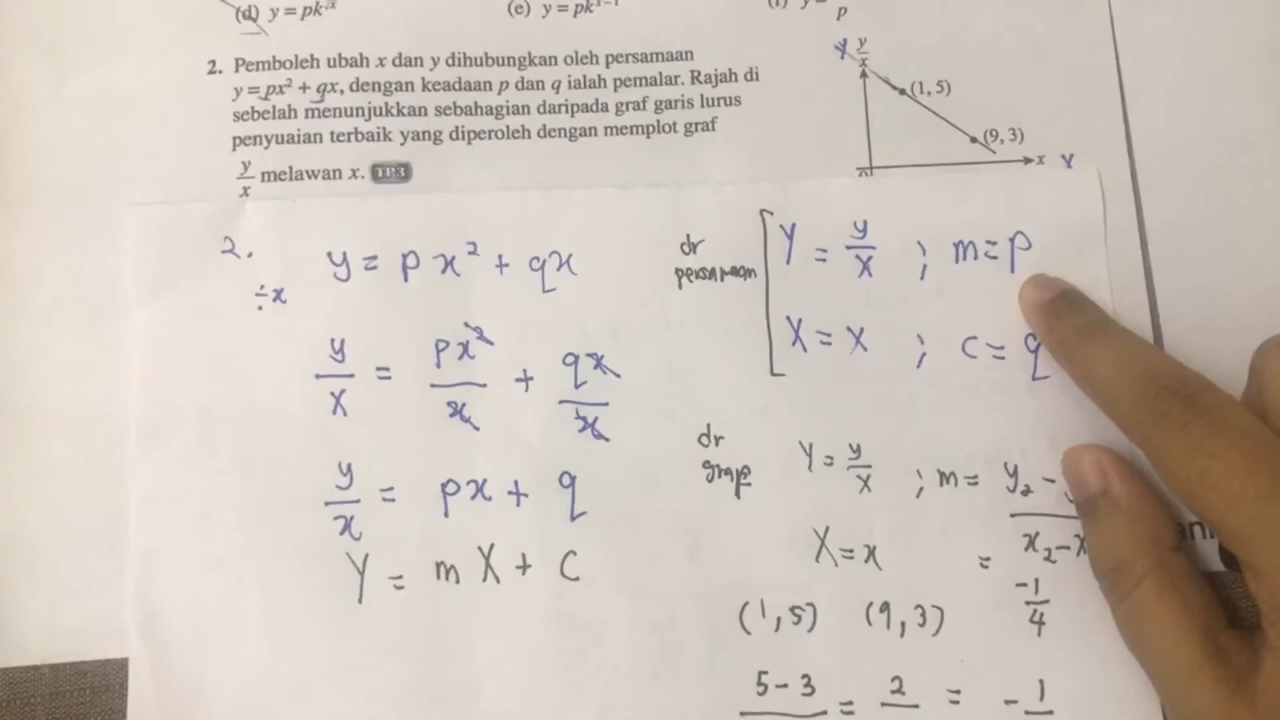 (d) y = pk^√x
(e) y = pk
p
2. Pemboleh ubah x dan y dihubungkan oleh persamaan
y = px² + qx, dengan keadaan p dan q ialah pemalar. Rajah di
sebelah menunjukkan sebahagian daripada graf garis lurus
penyuaian terbaik yang diperoleh dengan memplot graf
y/x melawan x. TP3
Y y/x
(1, 5)
(9, 3)
x
2. y = px² + qx
÷x
y/x = px²/x + qx/x
y/x = px + q
Y = mX + C
dr
persamaan
Y = y/x ; m = p
X = x ; c = q
dr
graf
Y = y/x ; m = y₂ -
x₂ - x
X = x
= -1/4
(1, 5) (9, 3)
5 - 3 = 2 = - 1